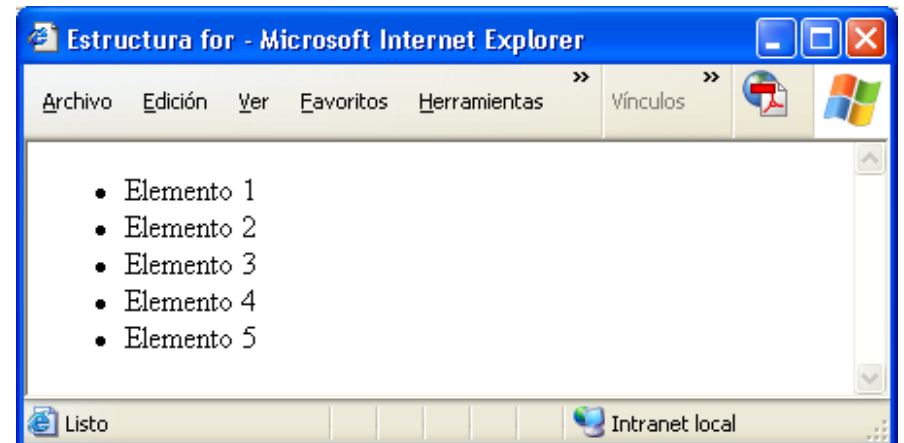 Estructura for - Microsoft Internet Explorer
Archivo Edición Ver Favoritos Herramientas » Vínculos »
• Elemento 1
• Elemento 2
• Elemento 3
• Elemento 4
• Elemento 5
Listo Intranet local